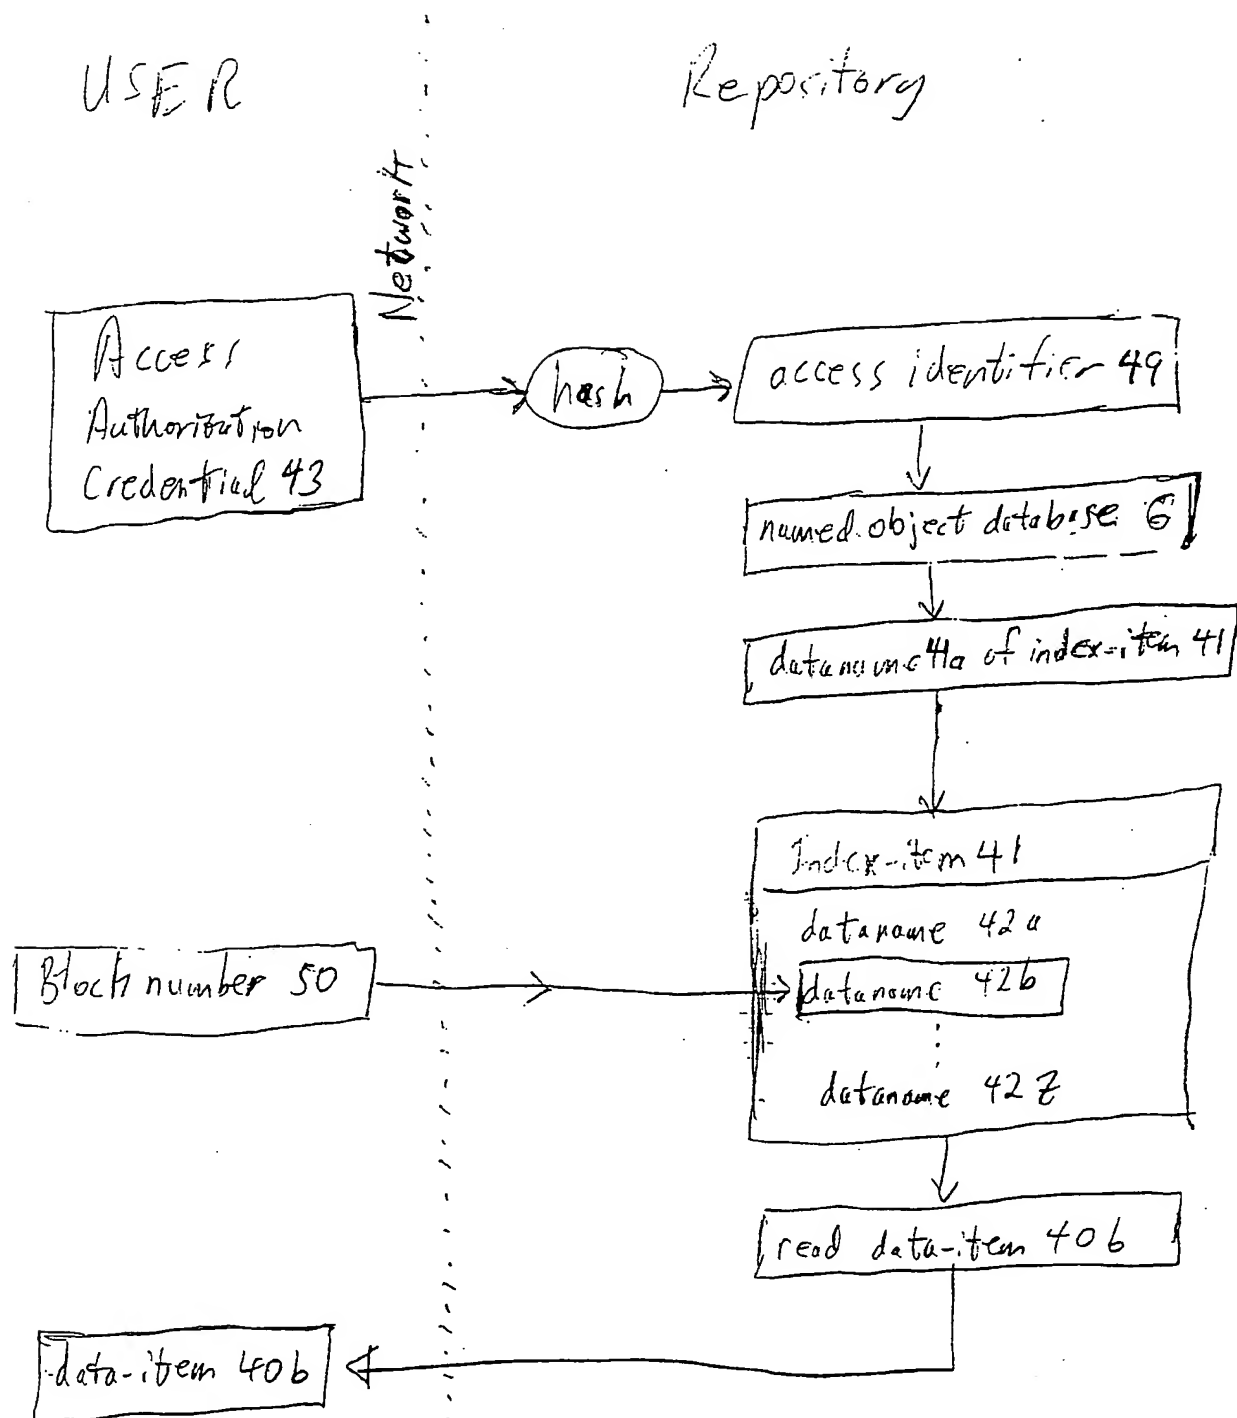 USER
Repository
Network
Access
Authorization
Credential 43
hash
access identifier 49
named object database 6
dataname 41a of index-item 41
Index-item 41
dataname 42a
Block number 50
dataname 42b
dataname 42z
read data-item 40b
data-item 40b